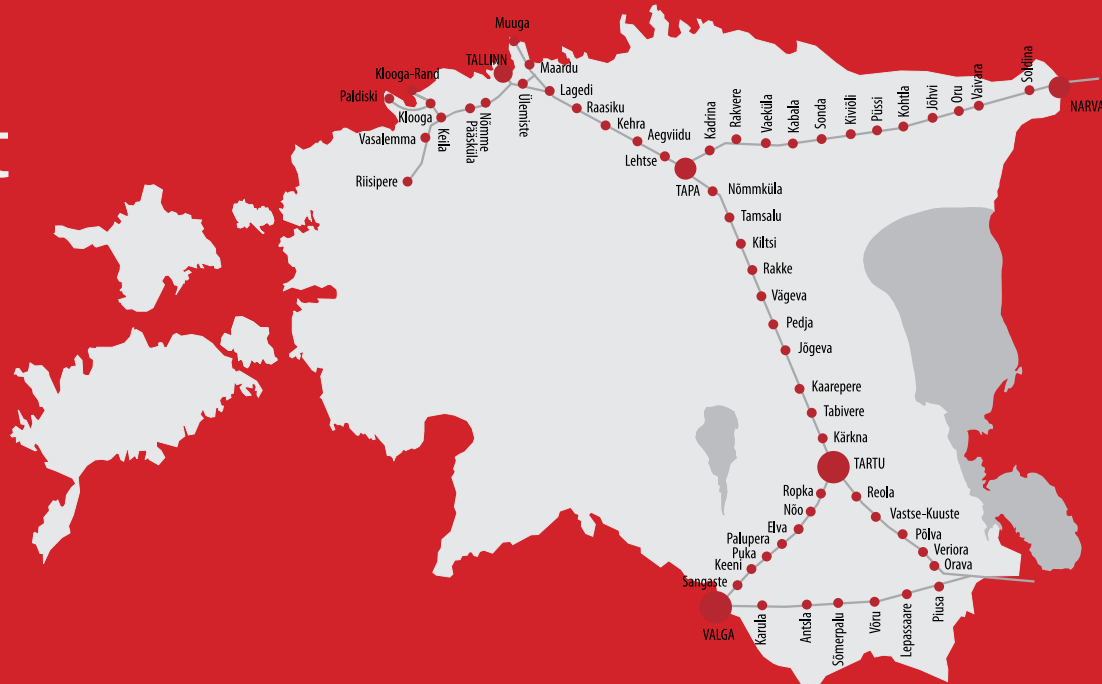 Muuga
TALLINN
Maardu
Klooga-Rand
Paldiski
Klooga
Keila
Pääsküla
Nõmme
Ülemiste
Lagedi
Raasiku
Kehra
Aegviidu
Lehtse
Vasalemma
Riisipere
TAPA
Kadrina
Rakvere
Vaeküla
Kabala
Sonda
Kiviõli
Püssi
Kohtla
Jõhvi
Oru
Vaivara
Soldina
NARVA
Nõmmküla
Tamsalu
Kiltsi
Rakke
Vägeva
Pedja
Jõgeva
Kaarepere
Tabivere
Kärkna
TARTU
Ropka
Nõo
Elva
Palupera
Puka
Keeni
Sangaste
VALGA
Reola
Vastse-Kuuste
Põlva
Veriora
Orava
Karula
Antsla
Sõmerpalu
Võru
Lepassaare
Piusa